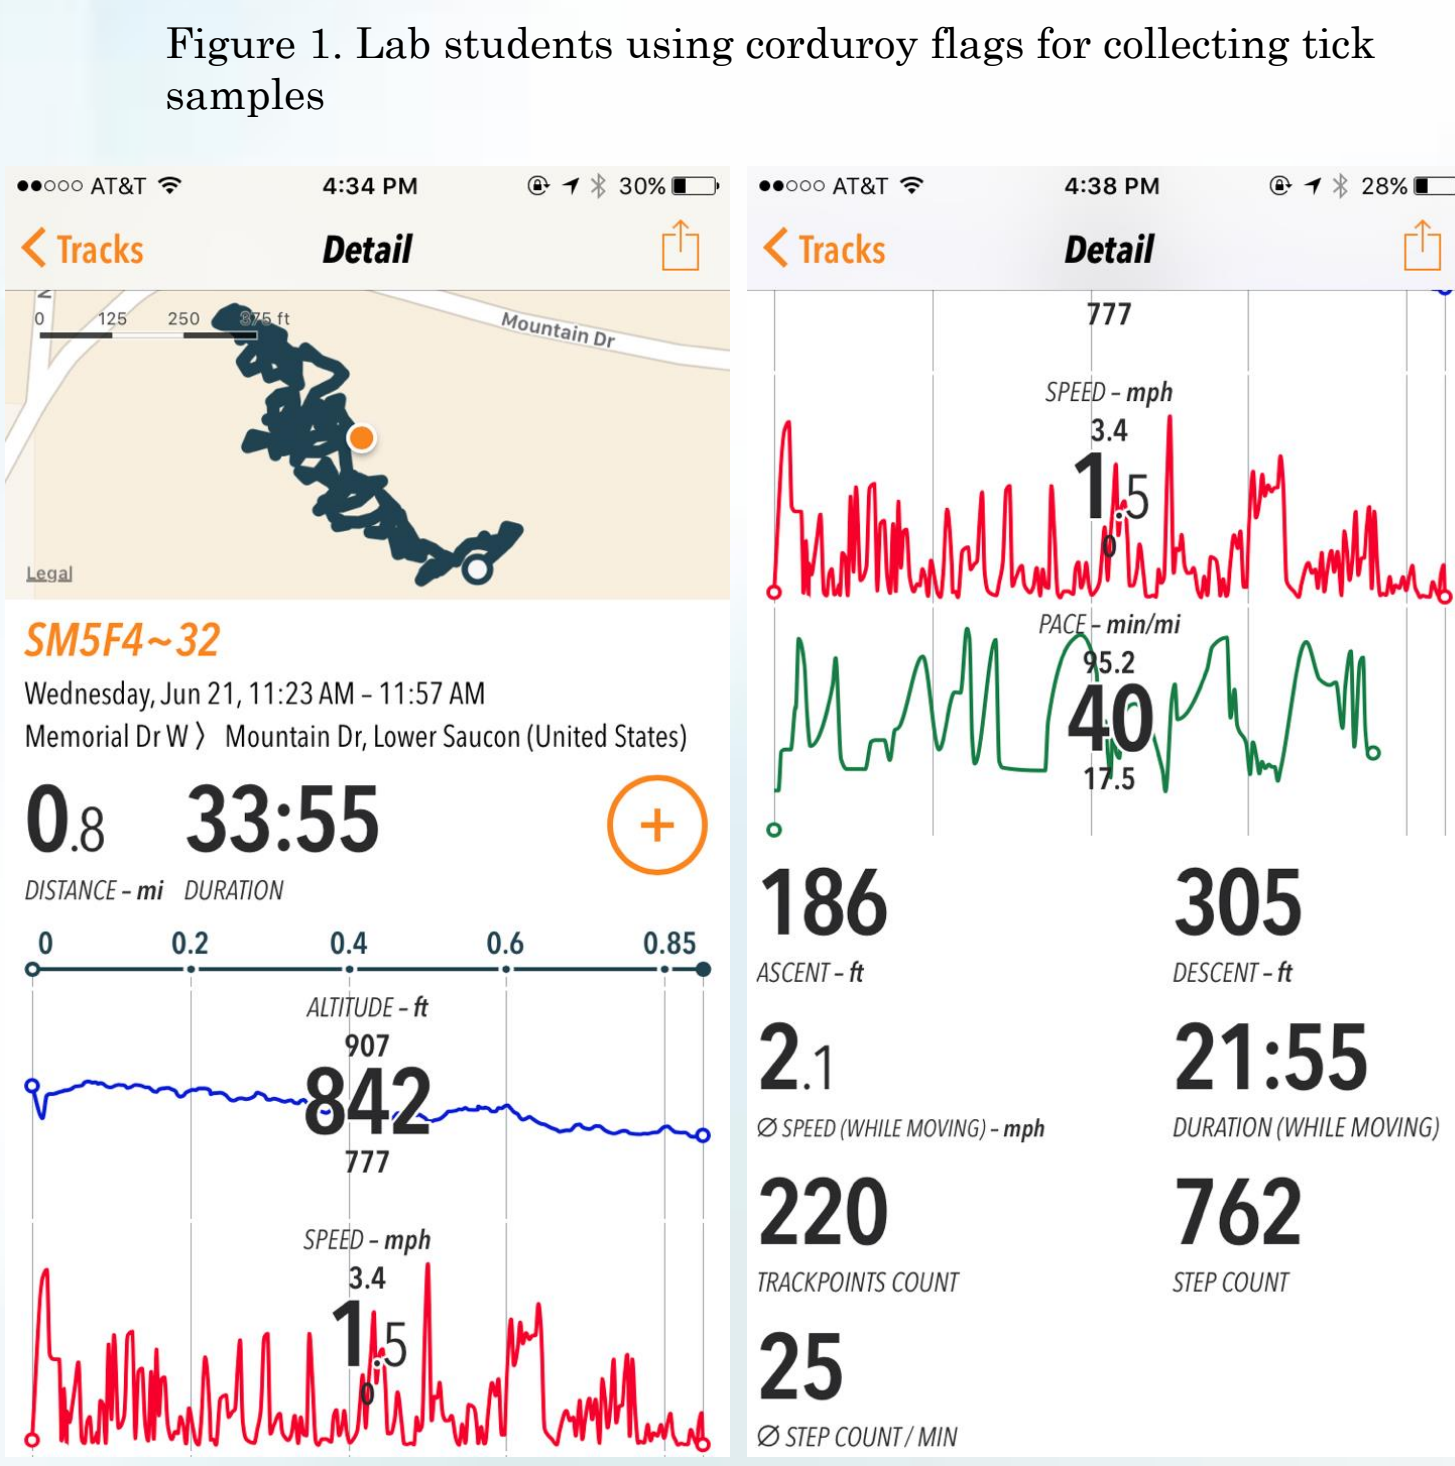 Figure 1. Lab students using corduroy flags for collecting tick
samples
AT&T 4:34 PM 30%
Tracks Detail
N
0 125 250 375 ft
Mountain Dr
Legal
SM5F4~32
Wednesday, Jun 21, 11:23 AM – 11:57 AM
Memorial Dr W 〉 Mountain Dr, Lower Saucon (United States)
0.8 33:55
+
DISTANCE – mi DURATION
0 0.2 0.4 0.6 0.85
ALTITUDE – ft
907
842
777
SPEED – mph
3.4
1.5
0
AT&T 4:38 PM 28%
Tracks Detail
777
SPEED – mph
3.4
1.5
0
PACE – min/mi
95.2
40
17.5
186 305
ASCENT – ft DESCENT – ft
2.1 21:55
Ø SPEED (WHILE MOVING) – mph DURATION (WHILE MOVING)
220 762
TRACKPOINTS COUNT STEP COUNT
25
Ø STEP COUNT / MIN